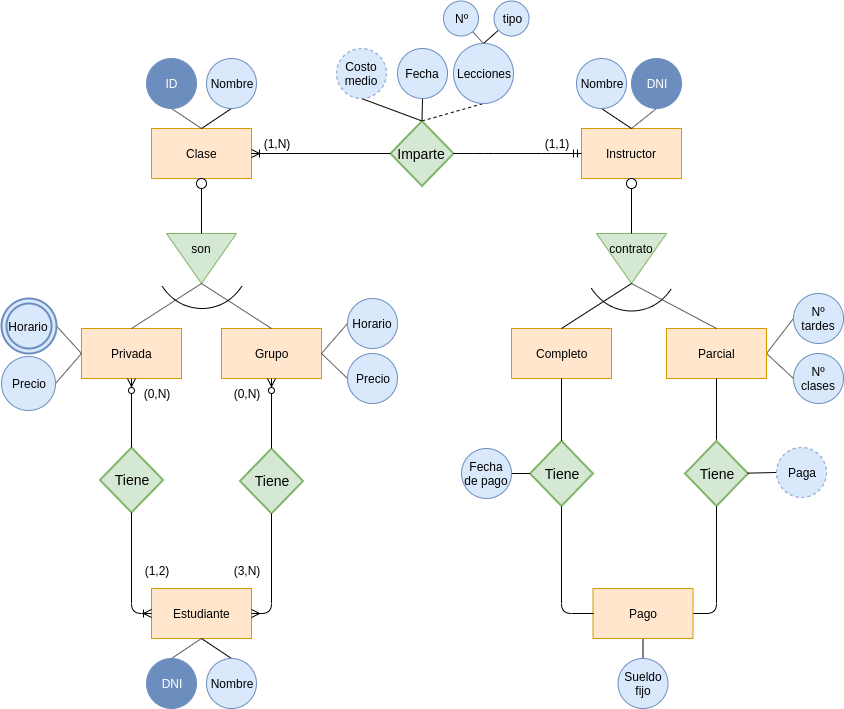 Nº
tipo
Costo
medio
Fecha
Lecciones
ID
Nombre
Nombre
DNI
(1,N)
(1,1)
Clase
Imparte
Instructor
son
contrato
Horario
Horario
Nº
tardes
Privada
Grupo
Completo
Parcial
Precio
Precio
Nº
clases
(0,N)
(0,N)
Tiene
Tiene
Fecha
de pago
Tiene
Tiene
Paga
(1,2)
(3,N)
Estudiante
Pago
DNI
Nombre
Sueldo
fijo